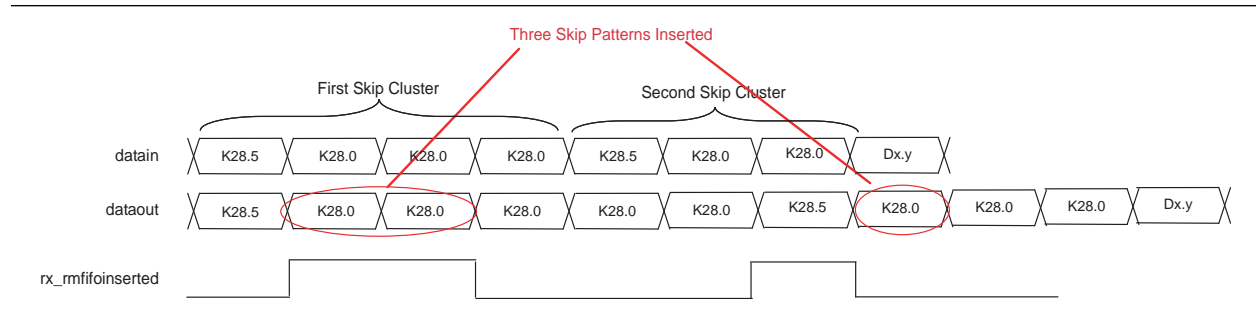 Three Skip Patterns Inserted
First Skip Cluster
Second Skip Cluster
datain K28.5 K28.0 K28.0 K28.0 K28.5 K28.0 K28.0 Dx.y
dataout K28.5 K28.0 K28.0 K28.0 K28.0 K28.0 K28.5 K28.0 K28.0 K28.0 Dx.y
rx_rmfifoinserted